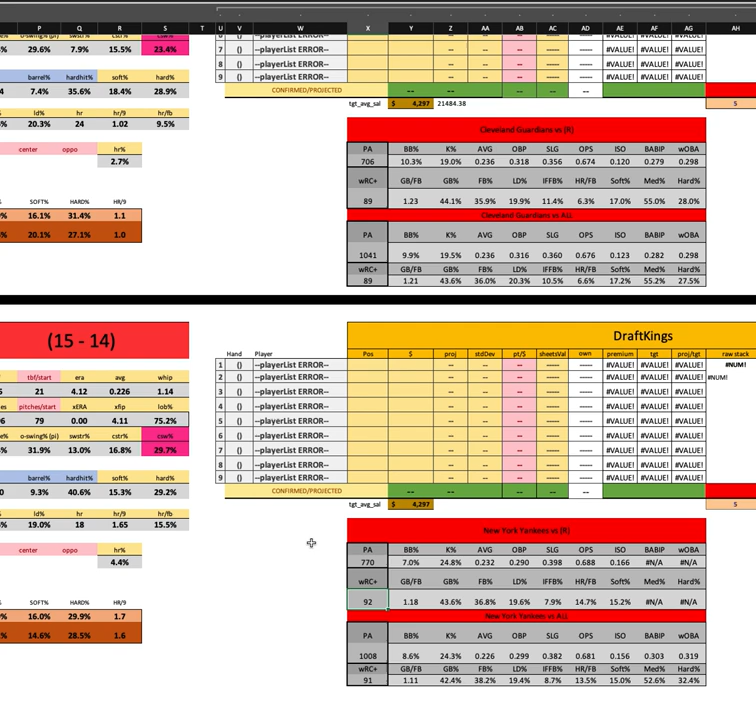 P Q R S T U V W X Y Z AA AB AC AD AE AF AG AH
o-swing% (pi) swstr% cstr% csw%
29.6% 7.9% 15.5% 23.4%
--playerList ERROR--
7 () --playerList ERROR-- -- -- -- -- ----- #VALUE! #VALUE! #VALUE!
barrel% hardhit% soft% hard% 8 () --playerList ERROR-- -- -- -- -- ----- #VALUE! #VALUE! #VALUE!
24 7.4% 35.6% 18.4% 28.9% 9 () --playerList ERROR-- -- -- -- -- ----- #VALUE! #VALUE! #VALUE!
CONFIRMED/PROJECTED -- -- -- -- --
tgt_avg_sal $ 4,297 21484.38 5
ld% hr hr/9 hr/fb
20.3% 24 1.02 9.5%
Cleveland Guardians vs (R)
center oppo hr%
PA BB% K% AVG OBP SLG OPS ISO BABIP wOBA
2.7% 706 10.3% 19.0% 0.236 0.318 0.356 0.674 0.120 0.279 0.298
wRC+ GB/FB GB% FB% LD% IFFB% HR/FB Soft% Med% Hard%
SOFT% HARD% HR/9 89 1.23 44.1% 35.9% 19.9% 11.4% 6.3% 17.0% 55.0% 28.0%
16.1% 31.4% 1.1 Cleveland Guardians vs ALL
20.1% 27.1% 1.0 PA BB% K% AVG OBP SLG OPS ISO BABIP wOBA
1041 9.9% 19.5% 0.236 0.316 0.360 0.676 0.123 0.282 0.298
wRC+ GB/FB GB% FB% LD% IFFB% HR/FB Soft% Med% Hard%
89 1.21 43.6% 36.0% 20.3% 10.5% 6.6% 17.2% 55.2% 27.5%
(15 - 14) DraftKings
Hand Player Pos $ proj stdDev pt/$ sheetsVal own premium tgt proj/tgt raw stack
1 () --playerList ERROR-- -- -- -- -- ----- #VALUE! #VALUE! #VALUE! #NUM!
tbf/start era avg whip 2 () --playerList ERROR-- -- -- -- -- ----- #VALUE! #VALUE! #VALUE! #NUM!
21 4.12 0.226 1.14 3 () --playerList ERROR-- -- -- -- -- ----- #VALUE! #VALUE! #VALUE!
pitches/start xERA xfip lob% 4 () --playerList ERROR-- -- -- -- -- ----- #VALUE! #VALUE! #VALUE!
79 0.00 4.11 75.2% 5 () --playerList ERROR-- -- -- -- -- ----- #VALUE! #VALUE! #VALUE!
o-swing% (pi) swstr% cstr% csw% 6 () --playerList ERROR-- -- -- -- -- ----- #VALUE! #VALUE! #VALUE!
31.9% 13.0% 16.8% 29.7% 7 () --playerList ERROR-- -- -- -- -- ----- #VALUE! #VALUE! #VALUE!
8 () --playerList ERROR-- -- -- -- -- ----- #VALUE! #VALUE! #VALUE!
barrel% hardhit% soft% hard% 9 () --playerList ERROR-- -- -- -- -- ----- #VALUE! #VALUE! #VALUE!
9.3% 40.6% 15.3% 29.2% CONFIRMED/PROJECTED -- -- -- -- --
tgt_avg_sal $ 4,297 5
ld% hr hr/9 hr/fb
19.0% 18 1.65 15.5% New York Yankees vs (R)
center oppo hr% PA BB% K% AVG OBP SLG OPS ISO BABIP wOBA
4.4% 770 7.0% 24.8% 0.232 0.290 0.398 0.688 0.166 #N/A #N/A
wRC+ GB/FB GB% FB% LD% IFFB% HR/FB Soft% Med% Hard%
SOFT% HARD% HR/9 92 1.18 43.6% 36.8% 19.6% 7.9% 14.7% 15.2% #N/A #N/A
16.0% 29.9% 1.7 New York Yankees vs ALL
14.6% 28.5% 1.6 PA BB% K% AVG OBP SLG OPS ISO BABIP wOBA
1008 8.6% 24.3% 0.226 0.299 0.382 0.681 0.156 0.303 0.319
wRC+ GB/FB GB% FB% LD% IFFB% HR/FB Soft% Med% Hard%
91 1.11 42.4% 38.2% 19.4% 8.7% 13.5% 15.0% 52.6% 32.4%